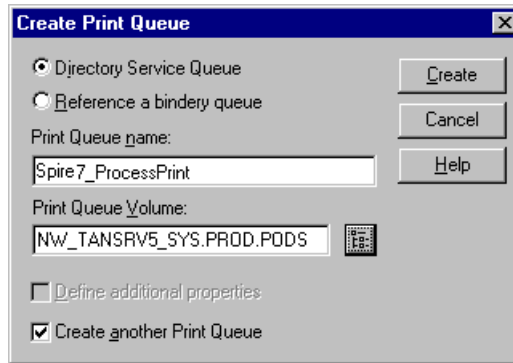 Create Print Queue
Directory Service Queue
Create
Reference a bindery queue
Cancel
Print Queue name:
Help
Spire7_ProcessPrint
Print Queue Volume:
NW_TANSRV5_SYS.PROD.PODS
Define additional properties
Create another Print Queue